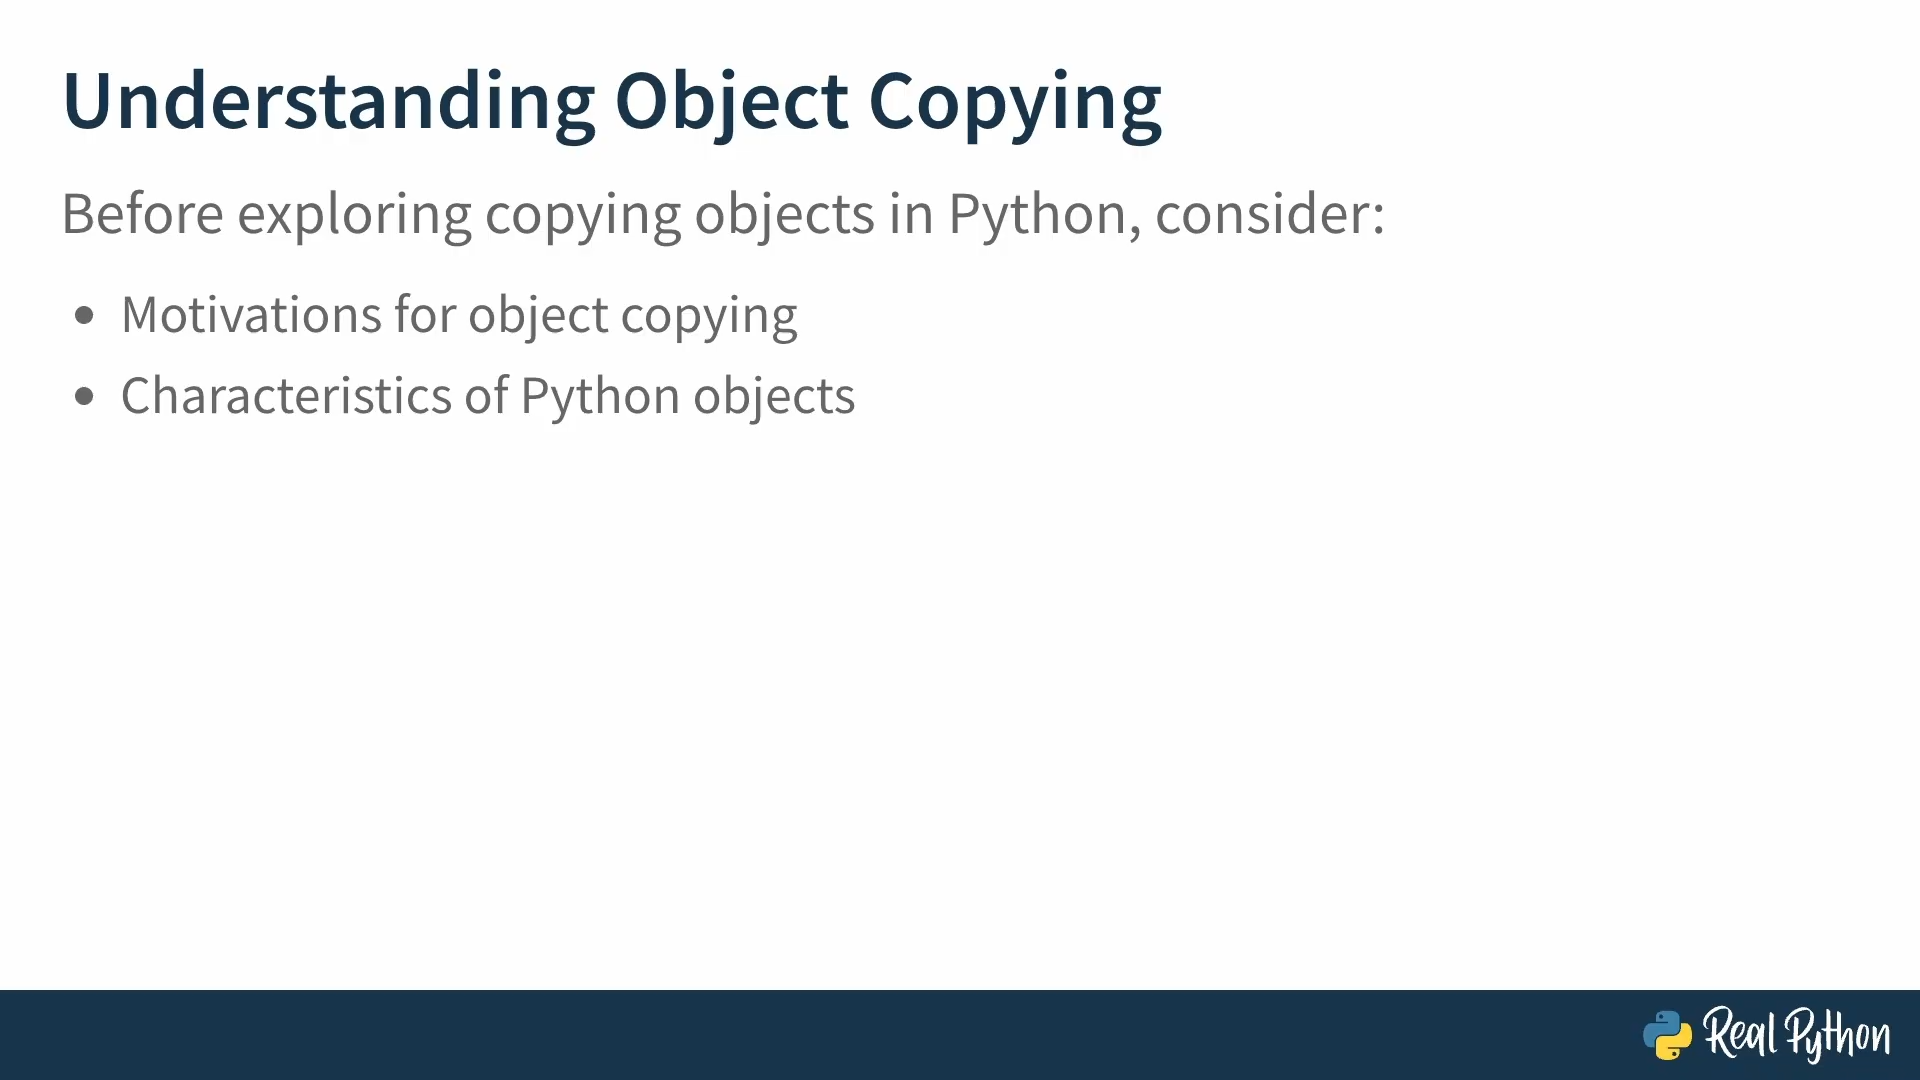 Understanding Object Copying
Before exploring copying objects in Python, consider:
• Motivations for object copying
• Characteristics of Python objects
Real Python